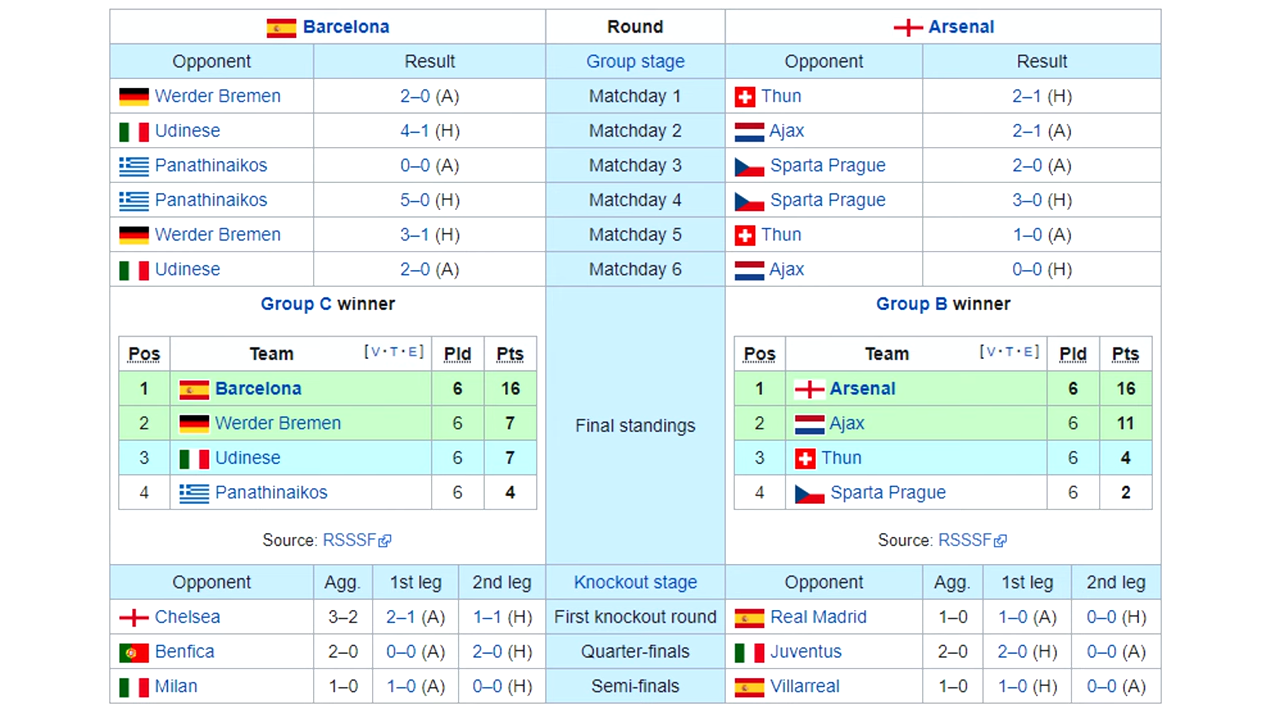 Barcelona Round Arsenal
Opponent Result Group stage Opponent Result
Werder Bremen 2–0 (A) Matchday 1 Thun 2–1 (H)
Udinese 4–1 (H) Matchday 2 Ajax 2–1 (A)
Panathinaikos 0–0 (A) Matchday 3 Sparta Prague 2–0 (A)
Panathinaikos 5–0 (H) Matchday 4 Sparta Prague 3–0 (H)
Werder Bremen 3–1 (H) Matchday 5 Thun 1–0 (A)
Udinese 2–0 (A) Matchday 6 Ajax 0–0 (H)
Group C winner Group B winner
Pos Team [V·T·E] Pld Pts Pos Team [V·T·E] Pld Pts
1 Barcelona 6 16 1 Arsenal 6 16
2 Werder Bremen 6 7 Final standings 2 Ajax 6 11
3 Udinese 6 7 3 Thun 6 4
4 Panathinaikos 6 4 4 Sparta Prague 6 2
Source: RSSSF Source: RSSSF
Opponent Agg. 1st leg 2nd leg Knockout stage Opponent Agg. 1st leg 2nd leg
Chelsea 3–2 2–1 (A) 1–1 (H) First knockout round Real Madrid 1–0 1–0 (A) 0–0 (H)
Benfica 2–0 0–0 (A) 2–0 (H) Quarter-finals Juventus 2–0 2–0 (H) 0–0 (A)
Milan 1–0 1–0 (A) 0–0 (H) Semi-finals Villarreal 1–0 1–0 (H) 0–0 (A)